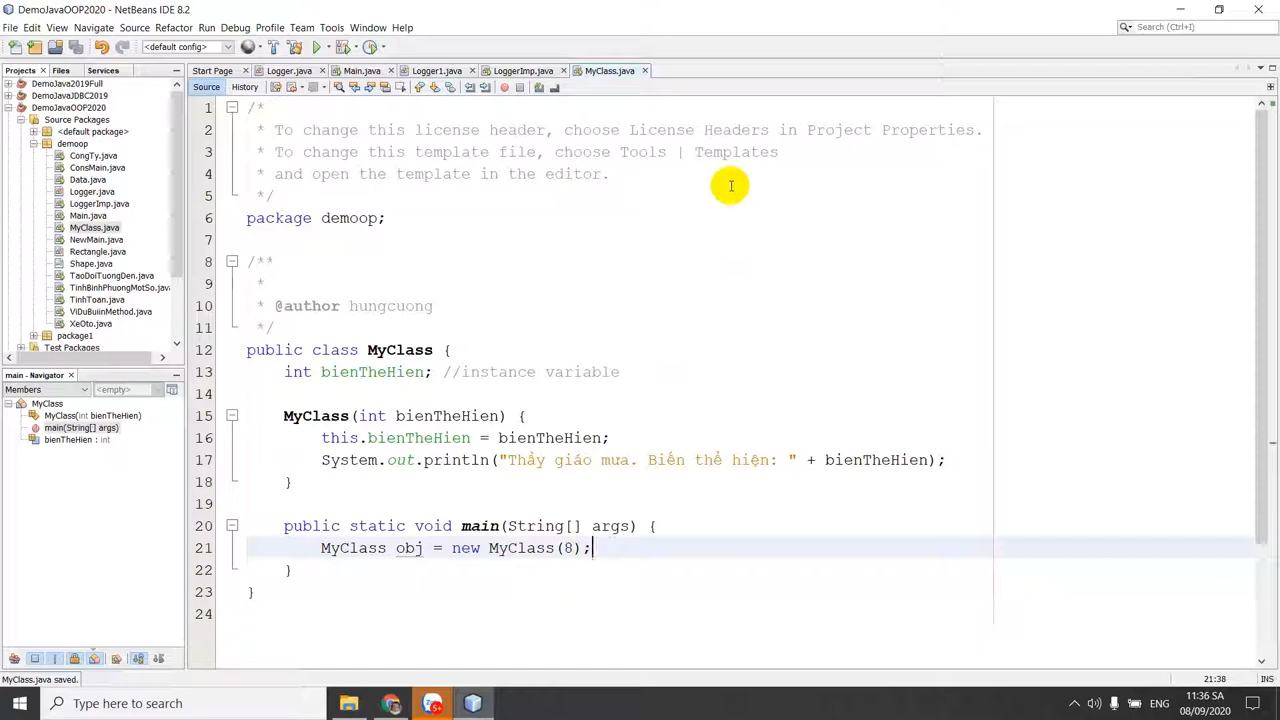 DemoJavaOOP2020 - NetBeans IDE 8.2
File Edit View Navigate Source Refactor Run Debug Profile Team Tools Window Help
Search (Ctrl+I)
<default config>
Projects Files Services
Start Page Logger.java Main.java Logger1.java LoggerImp.java MyClass.java
Source History
DemoJava2019Full
DemoJavaJDBC2019
DemoJavaOOP2020
Source Packages
<default package>
demoop
CongTy.java
ConsMain.java
Data.java
Logger.java
LoggerImp.java
Main.java
MyClass.java
NewMain.java
Rectangle.java
Shape.java
TaoDoiTuongDen.java
TinhBinhPhuongMotSo.java
TinhToan.java
ViDuBuiinMethod.java
XeOto.java
package1
Test Packages
main - Navigator
Members <empty>
MyClass
MyClass(int bienTheHien)
main(String[] args)
bienTheHien : int
1 /*
2 * To change this license header, choose License Headers in Project Properties.
3 * To change this template file, choose Tools | Templates
4 * and open the template in the editor.
5 */
6 package demoop;
7
8 /**
9 *
10 * @author hungcuong
11 */
12 public class MyClass {
13 int bienTheHien; //instance variable
14
15 MyClass(int bienTheHien) {
16 this.bienTheHien = bienTheHien;
17 System.out.println("Thầy giáo mưa. Biến thể hiện: " + bienTheHien);
18 }
19
20 public static void main(String[] args) {
21 MyClass obj = new MyClass(8);
22 }
23 }
24
MyClass.java saved.
21:38 INS
Type here to search
5+
ENG
11:36 SA
08/09/2020